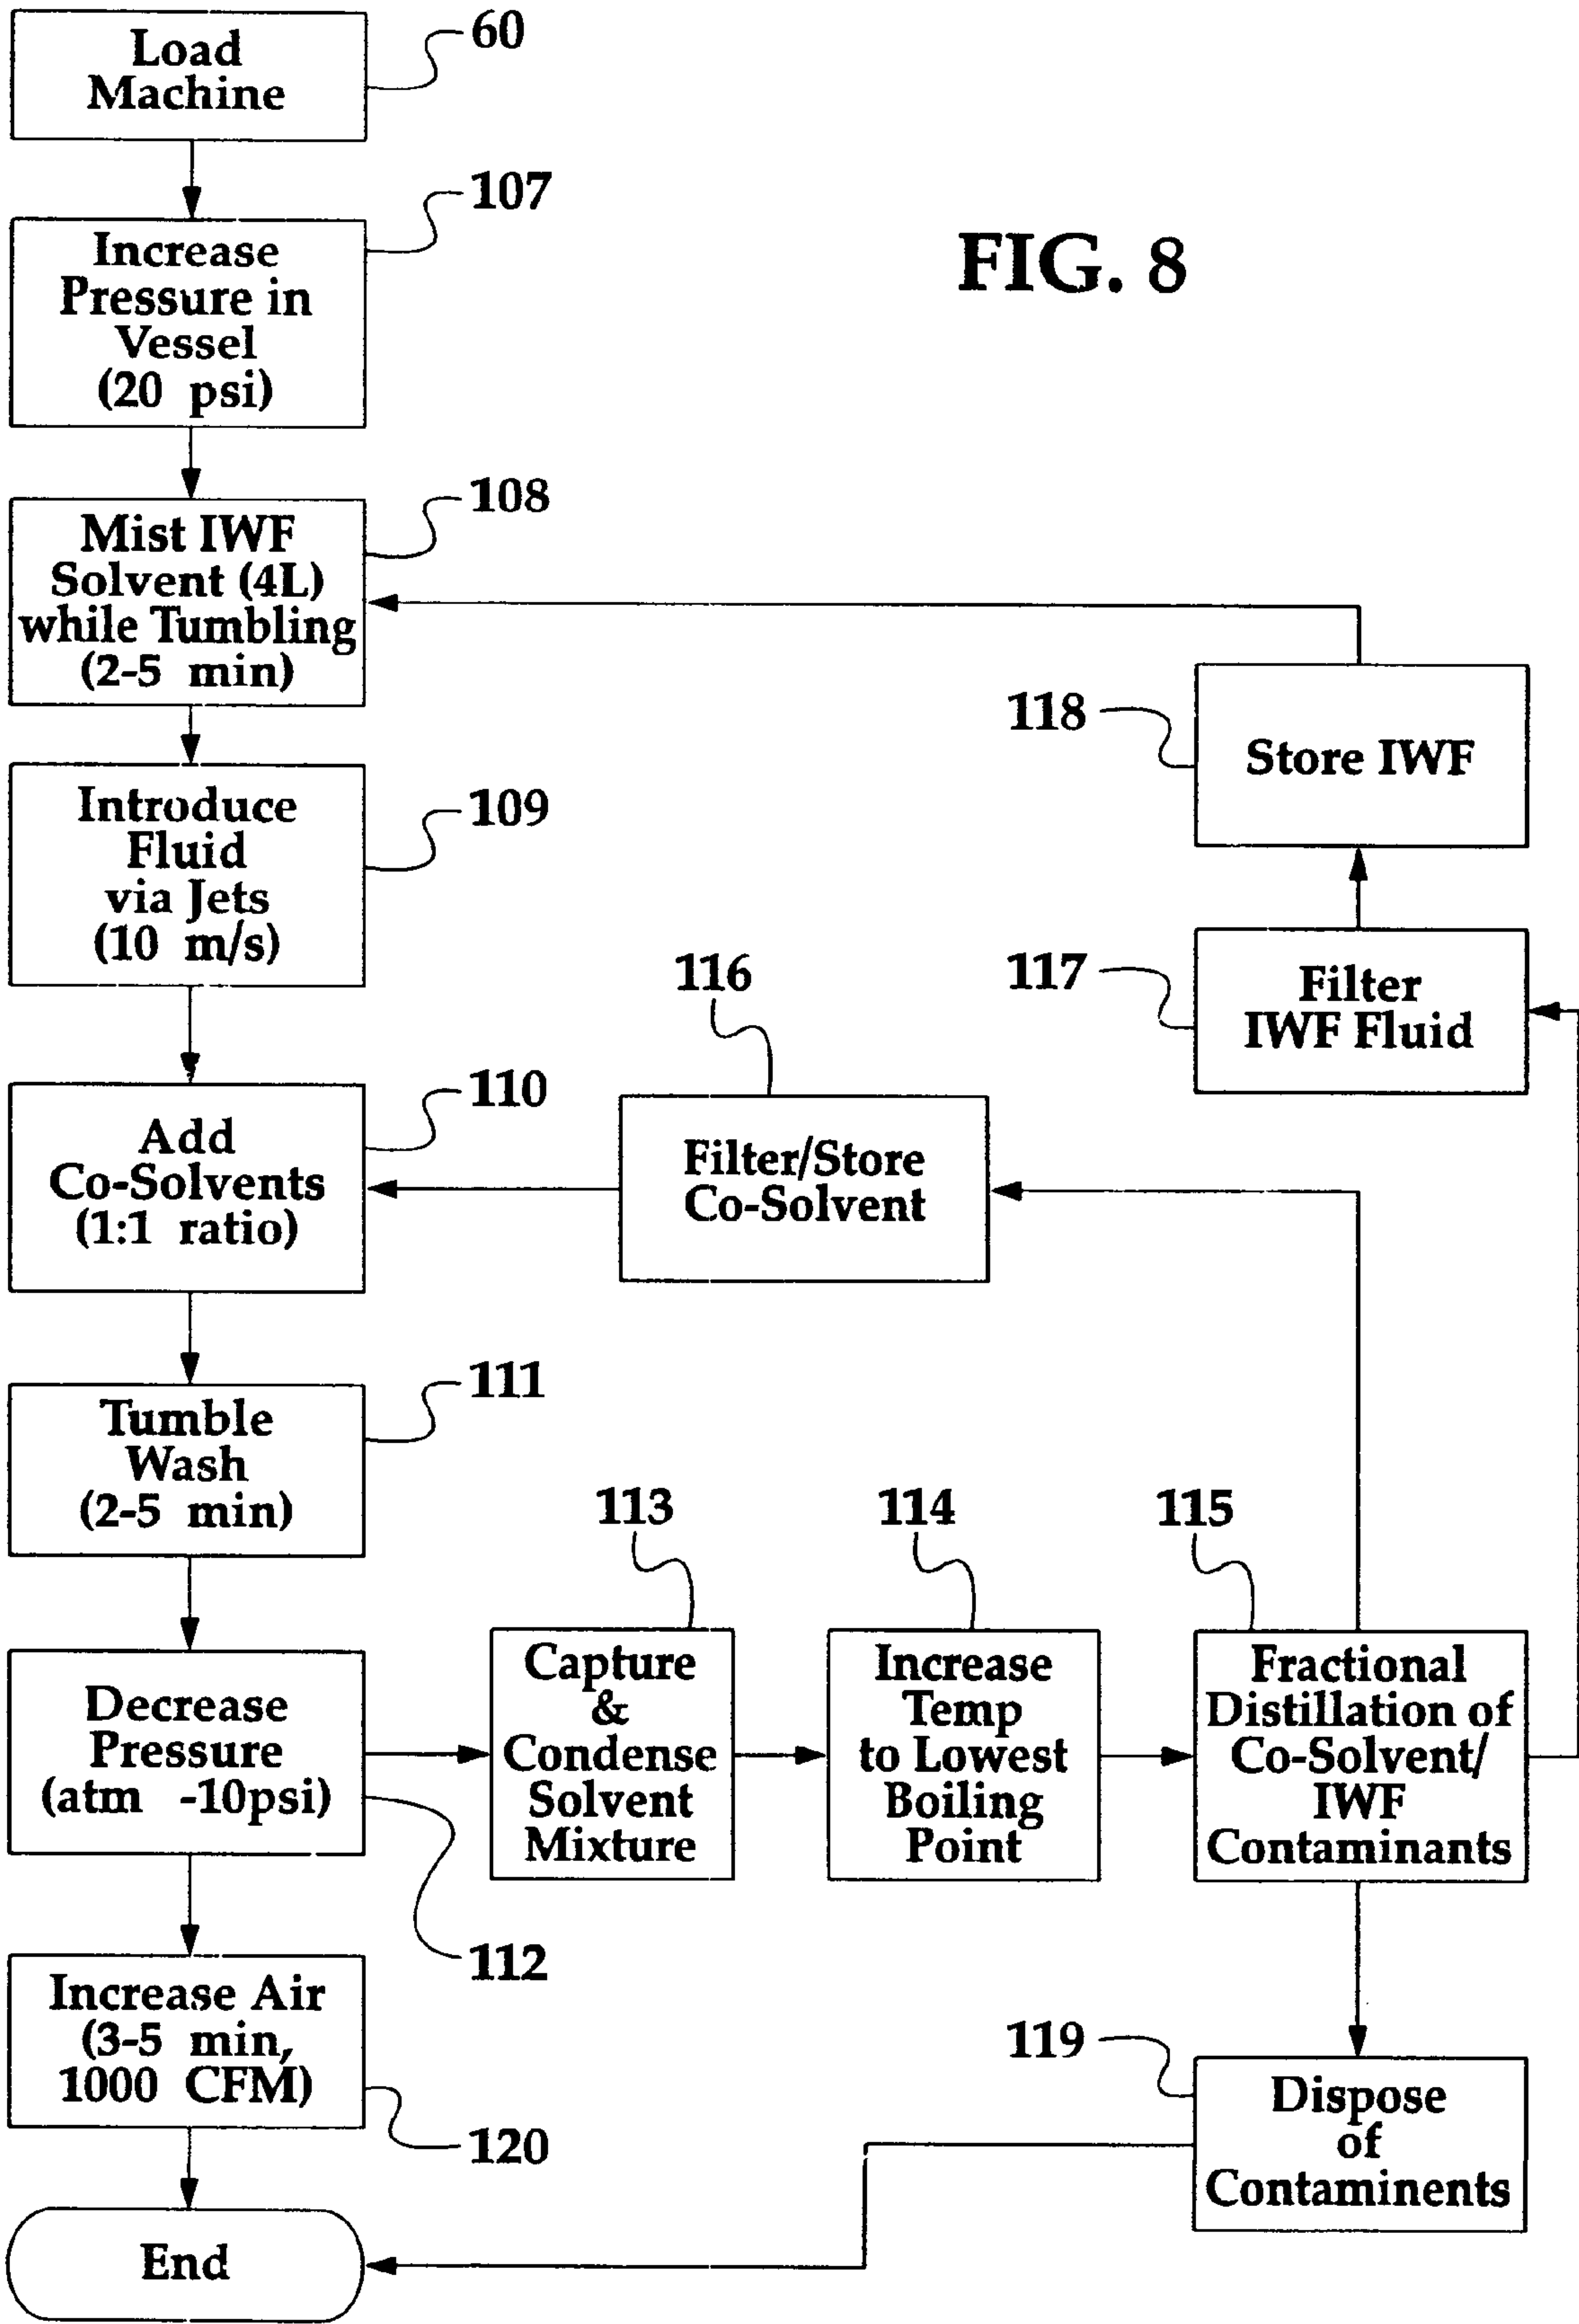 Load
Machine
60
107
Increase
Pressure in
Vessel
(20 psi)
FIG. 8
108
Mist IWF
Solvent (4L)
while Tumbling
(2-5 min)
118
Store IWF
Introduce
Fluid
via Jets
(10 m/s)
109
116
117
Filter
IWF Fluid
110
Add
Co-Solvents
(1:1 ratio)
Filter/Store
Co-Solvent
111
Tumble
Wash
(2-5 min)
113
114
115
Decrease
Pressure
(atm -10psi)
Capture
&
Condense
Solvent
Mixture
Increase
Temp
to Lowest
Boiling
Point
Fractional
Distillation of
Co-Solvent/
IWF
Contaminants
112
Increase Air
(3-5 min,
1000 CFM)
120
119
Dispose
of
Contaminents
End